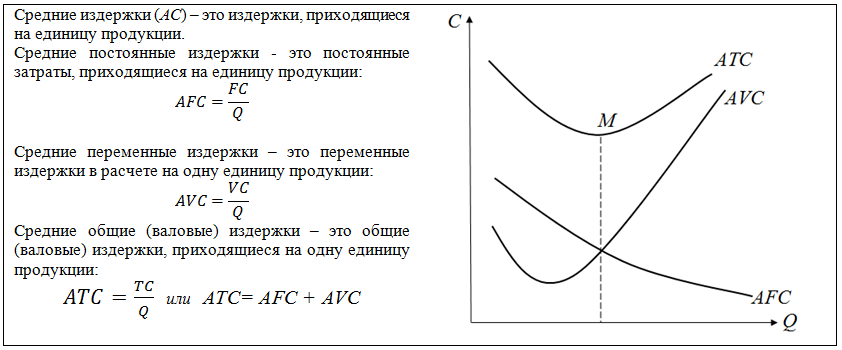 Средние издержки (AC) – это издержки, приходящиеся
на единицу продукции.
Средние постоянные издержки - это постоянные
затраты, приходящиеся на единицу продукции:
AFC = FC/Q
Средние переменные издержки – это переменные
издержки в расчете на одну единицу продукции:
AVC = VC/Q
Средние общие (валовые) издержки – это общие
(валовые) издержки, приходящиеся на одну единицу
продукции:
ATC = TC/Q или ATC= AFC + AVC
C
ATC
AVC
M
AFC
Q